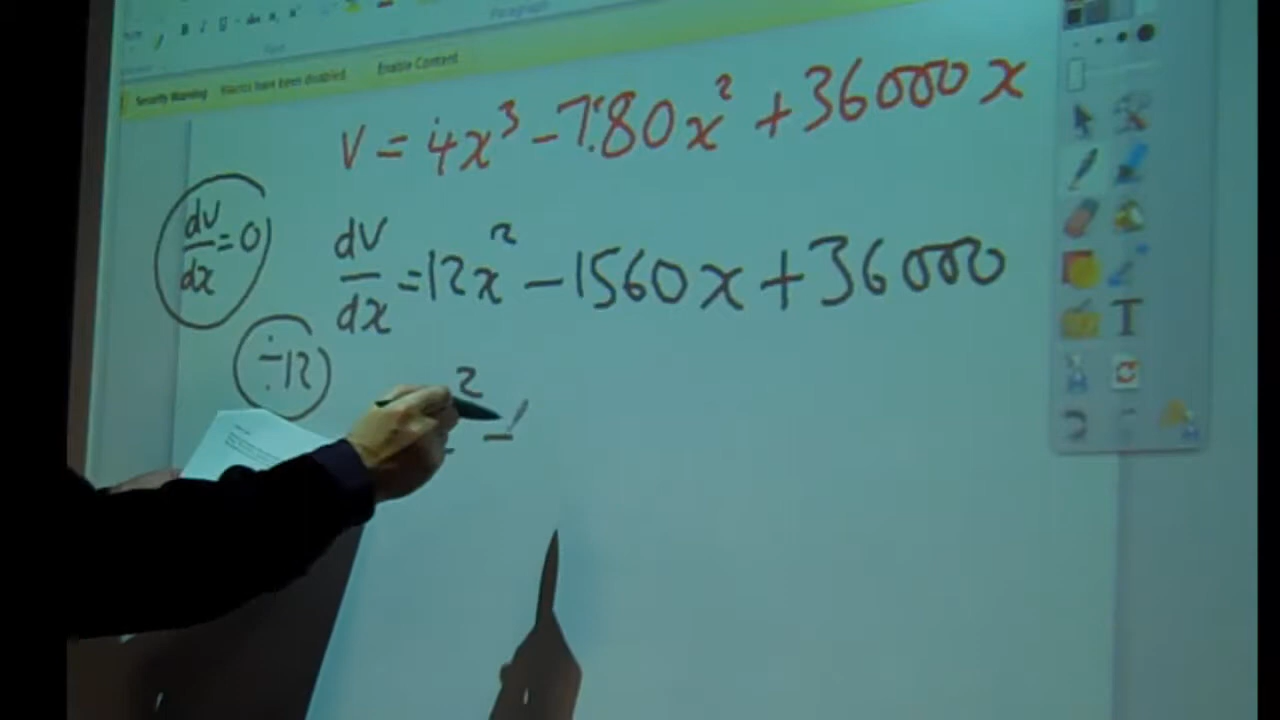 Security Warning Macros have been disabled. Enable Content
V = 4x³ - 780x² + 36000x
dV/dx = 0
dV/dx = 12x² - 1560x + 36000
÷12
² -
T